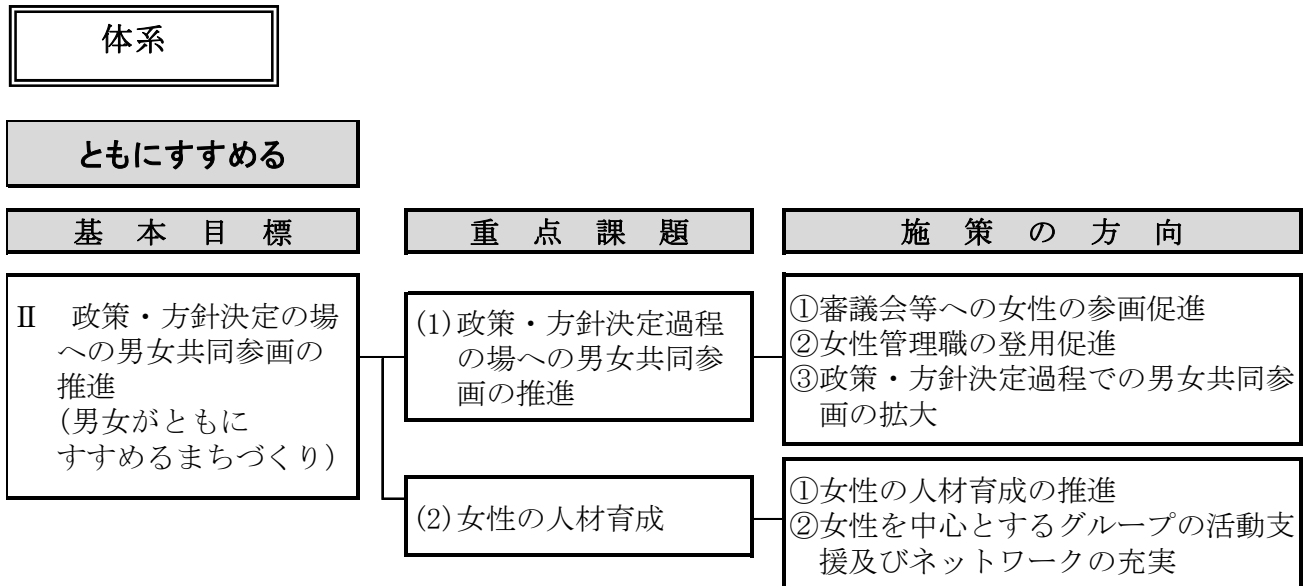 体系
ともにすすめる
基本目標
重点課題
施策の方向
Ⅱ 政策・方針決定の場
への男女共同参画の
推進
(男女がともに
すすめるまちづくり)
(1)政策・方針決定過程
の場への男女共同参
画の推進
①審議会等への女性の参画促進
②女性管理職の登用促進
③政策・方針決定過程での男女共同参
画の拡大
(2)女性の人材育成
①女性の人材育成の推進
②女性を中心とするグループの活動支
援及びネットワークの充実